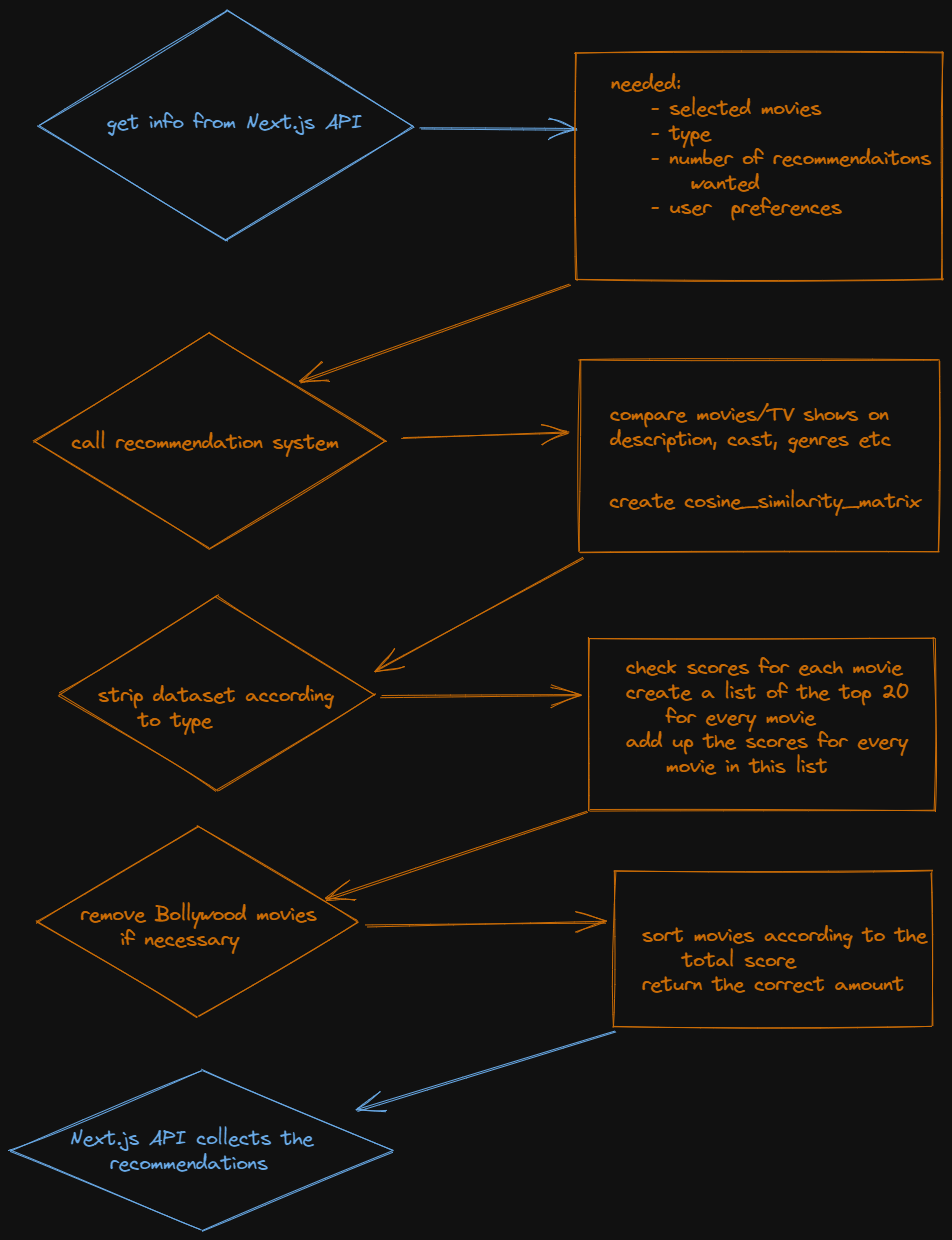 get info from Next.js API
needed:
- selected movies
- type
- number of recommendaitons
wanted
- user preferences
call recommendation system
compare movies/TV shows on
description, cast, genres etc
create cosine_similarity_matrix
strip dataset according
to type
check scores for each movie
create a list of the top 20
for every movie
add up the scores for every
movie in this list
remove Bollywood movies
if necessary
sort movies according to the
total score
return the correct amount
Next.js API collects the
recommendations